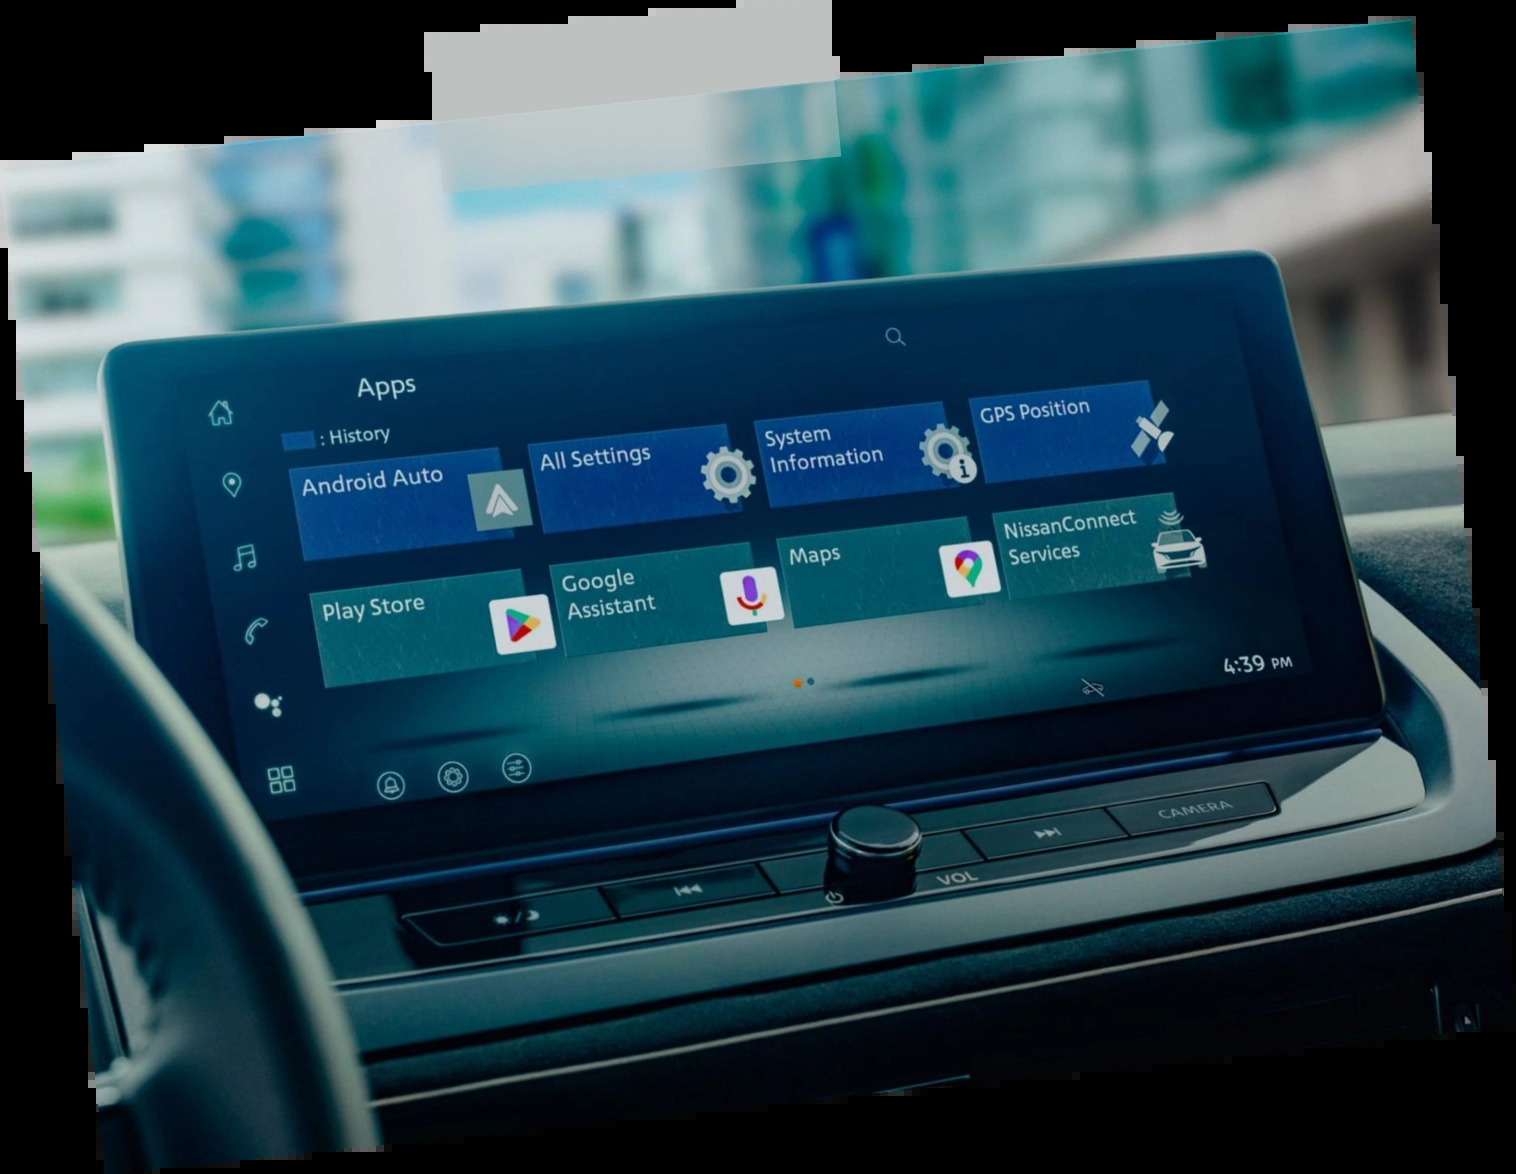 Apps
: History
Android Auto
All Settings
System
Information
GPS Position
Play Store
Google
Assistant
Maps
NissanConnect
Services
4:39 PM
CAMERA
VOL